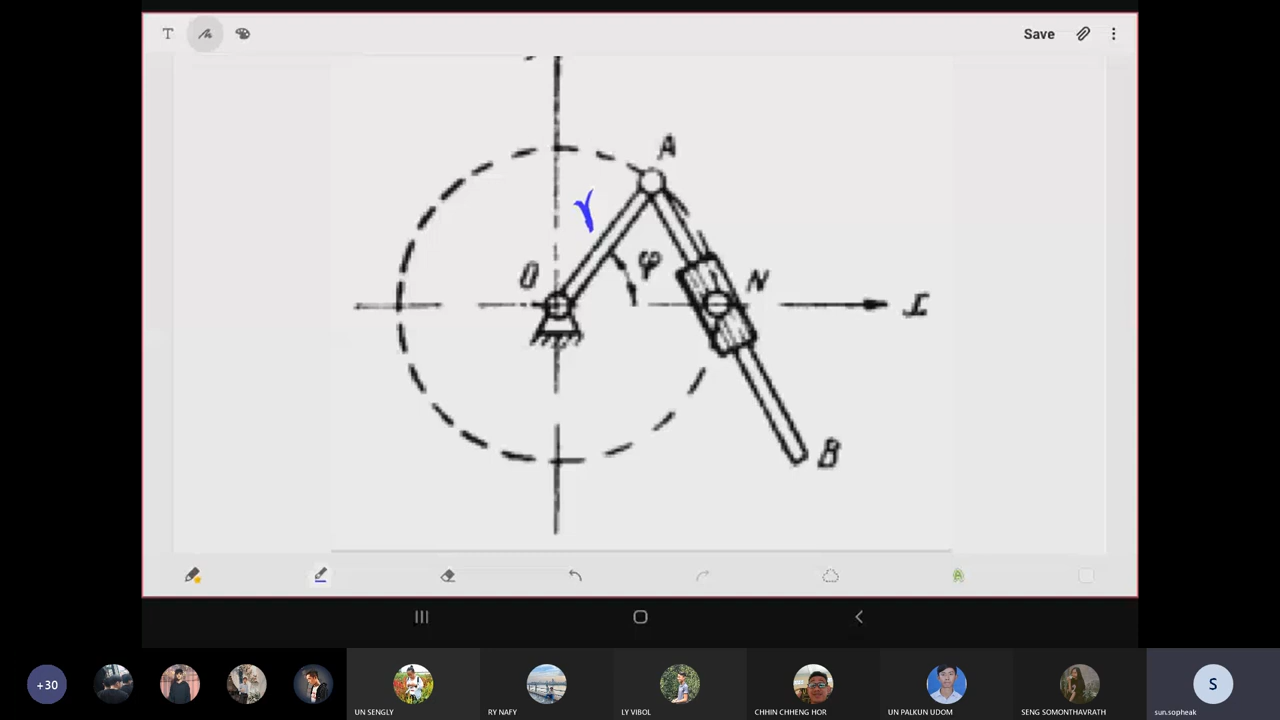 T
Save
A
r
φ
O
N
x
B
+30
UN SENGLY
RY NAFY
LY VIBOL
CHHIN CHHENG HOR
UN PALKUN UDOM
SENG SOMONTHAVRATH
S
sun.sopheak